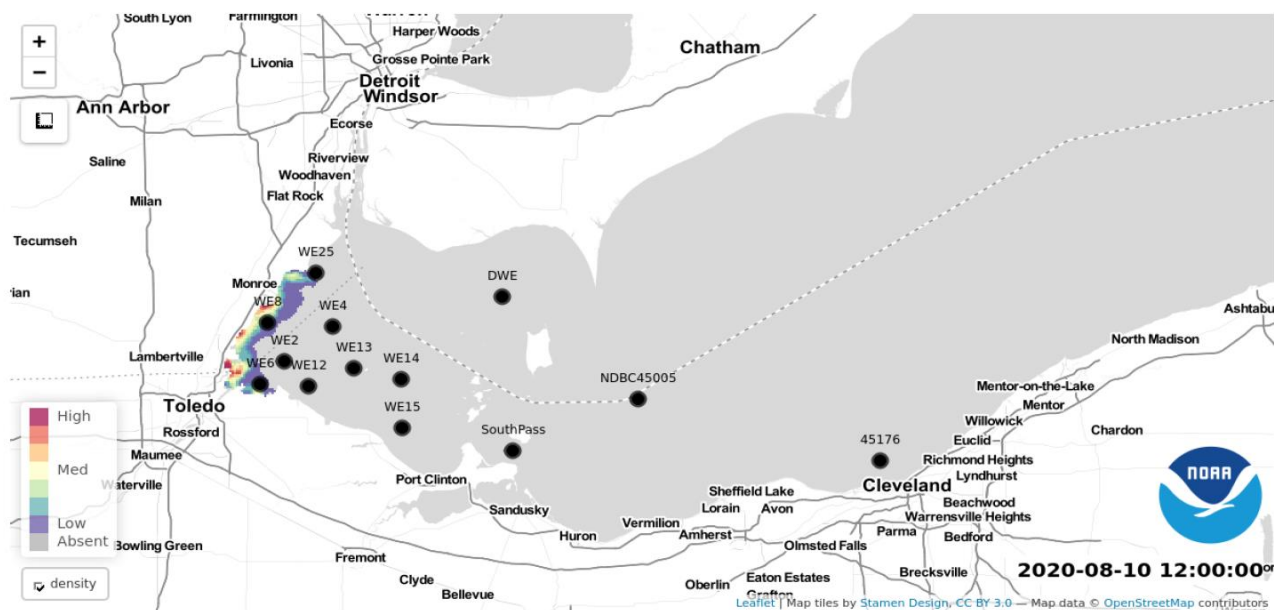 South Lyon
Farmington
Harper Woods
+
Chatham
Grosse Pointe Park
Livonia
−
Detroit
Windsor
Ann Arbor
Ecorse
Riverview
Saline
Woodhaven
Flat Rock
Milan
Tecumseh
WE25
DWE
Monroe
rian
WE8
WE4
Ashtabu
WE2
WE13
North Madison
Lambertville
WE6
WE12
WE14
NDBC45005
Mentor-on-the-Lake
Toledo
WE15
Mentor
High
Willowick
Rossford
SouthPass
45176
Euclid
Chardon
Maumee
Richmond Heights
Med
Port Clinton
Cleveland
Lyndhurst
NOAA
Waterville
Sheffield Lake
Beachwood
Sandusky
Lorain
Avon
Warrensville Heights
Low
Vermilion
Parma
Absent
Huron
Amherst
Bedford
Bowling Green
Olmsted Falls
Fremont
2020-08-10 12:00:00
Brecksville
density
Clyde
Oberlin
Eaton Estates
Bellevue
Grafton
Leaflet | Map tiles by Stamen Design, CC BY 3.0 — Map data © OpenStreetMap contributors